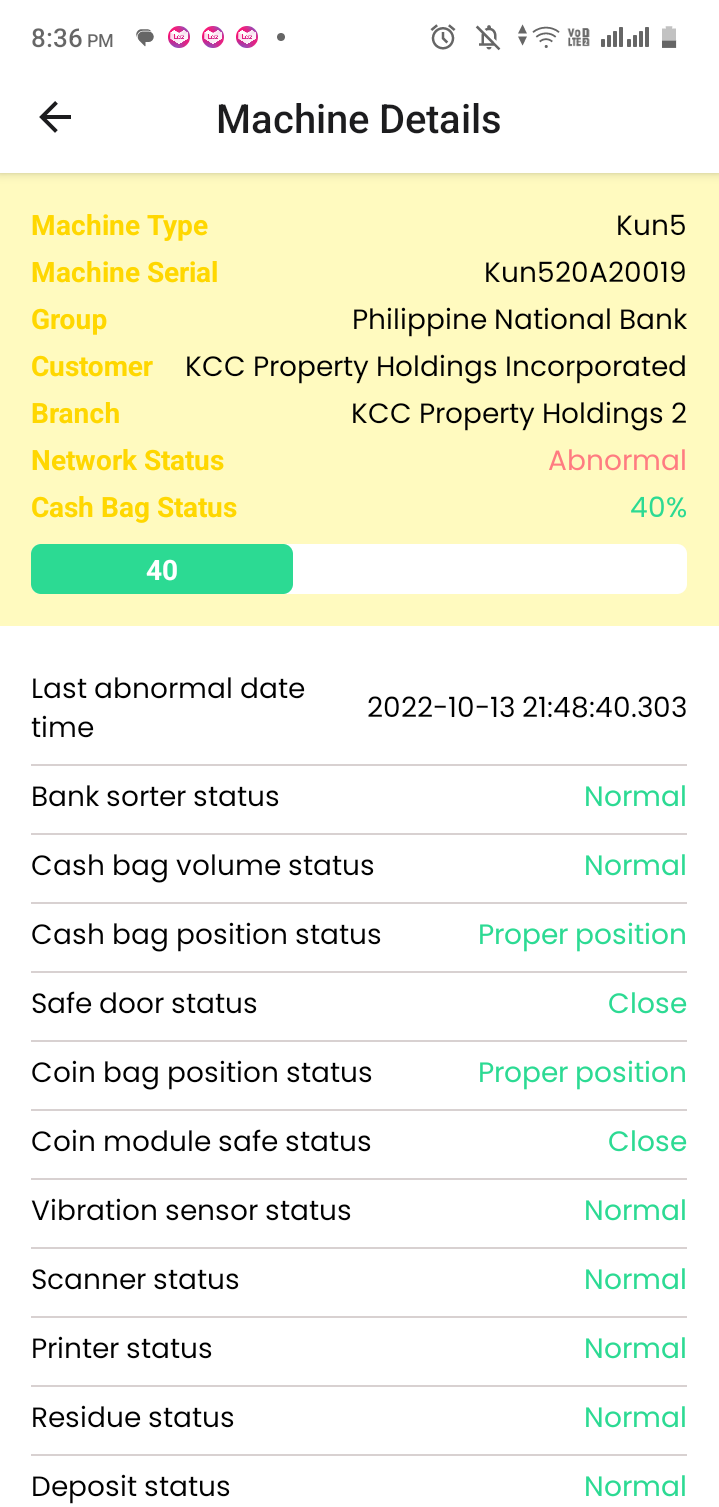 8:36 PM
Machine Details
Machine Type Kun5
Machine Serial Kun520A20019
Group Philippine National Bank
Customer KCC Property Holdings Incorporated
Branch KCC Property Holdings 2
Network Status Abnormal
Cash Bag Status 40%
40
Last abnormal date time 2022-10-13 21:48:40.303
Bank sorter status Normal
Cash bag volume status Normal
Cash bag position status Proper position
Safe door status Close
Coin bag position status Proper position
Coin module safe status Close
Vibration sensor status Normal
Scanner status Normal
Printer status Normal
Residue status Normal
Deposit status Normal